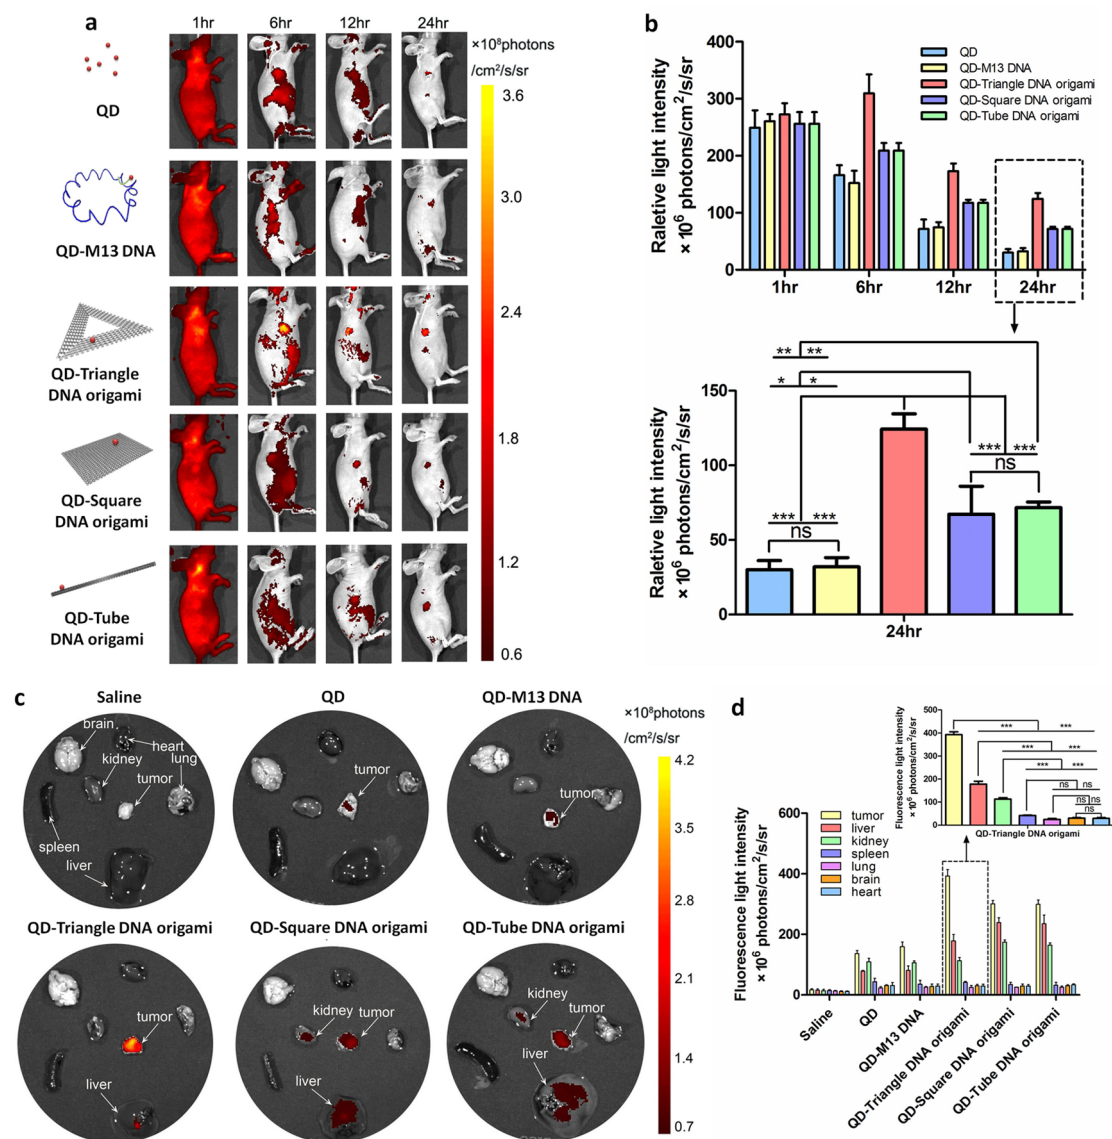 a
1hr 6hr 12hr 24hr
×10⁸photons
/cm²/s/sr
3.6
3.0
2.4
1.8
1.2
0.6
QD
QD-M13 DNA
QD-Triangle
DNA origami
QD-Square
DNA origami
QD-Tube
DNA origami
b
Raletive light intensity
× 10⁶ photons/cm²/s/sr
400
300
200
100
0
QD
QD-M13 DNA
QD-Triangle DNA origami
QD-Square DNA origami
QD-Tube DNA origami
1hr 6hr 12hr 24hr
Raletive light intensity
× 10⁶ photons/cm²/s/sr
150
100
50
0
** **
* *
*** ***
ns
*** ***
ns
24hr
c
Saline QD QD-M13 DNA
brain
heart
kidney
lung
tumor
spleen
liver
tumor
tumor
QD-Triangle DNA origami QD-Square DNA origami QD-Tube DNA origami
tumor
liver
kidney
tumor
liver
kidney
tumor
liver
×10⁸photons
/cm²/s/sr
4.2
3.5
2.8
2.1
1.4
0.7
d
Fluorescence light intensity
× 10⁶ photons/cm²/s/sr
500
400
300
200
100
0
*** ***
*** ***
*** ***
ns ns
ns ns
ns
QD-Triangle DNA origami
Fluorescence light intensity
× 10⁶ photons/cm²/s/sr
600
400
200
0
tumor
liver
kidney
spleen
lung
brain
heart
Saline
QD
QD-M13 DNA
QD-Triangle DNA origami
QD-Square DNA origami
QD-Tube DNA origami